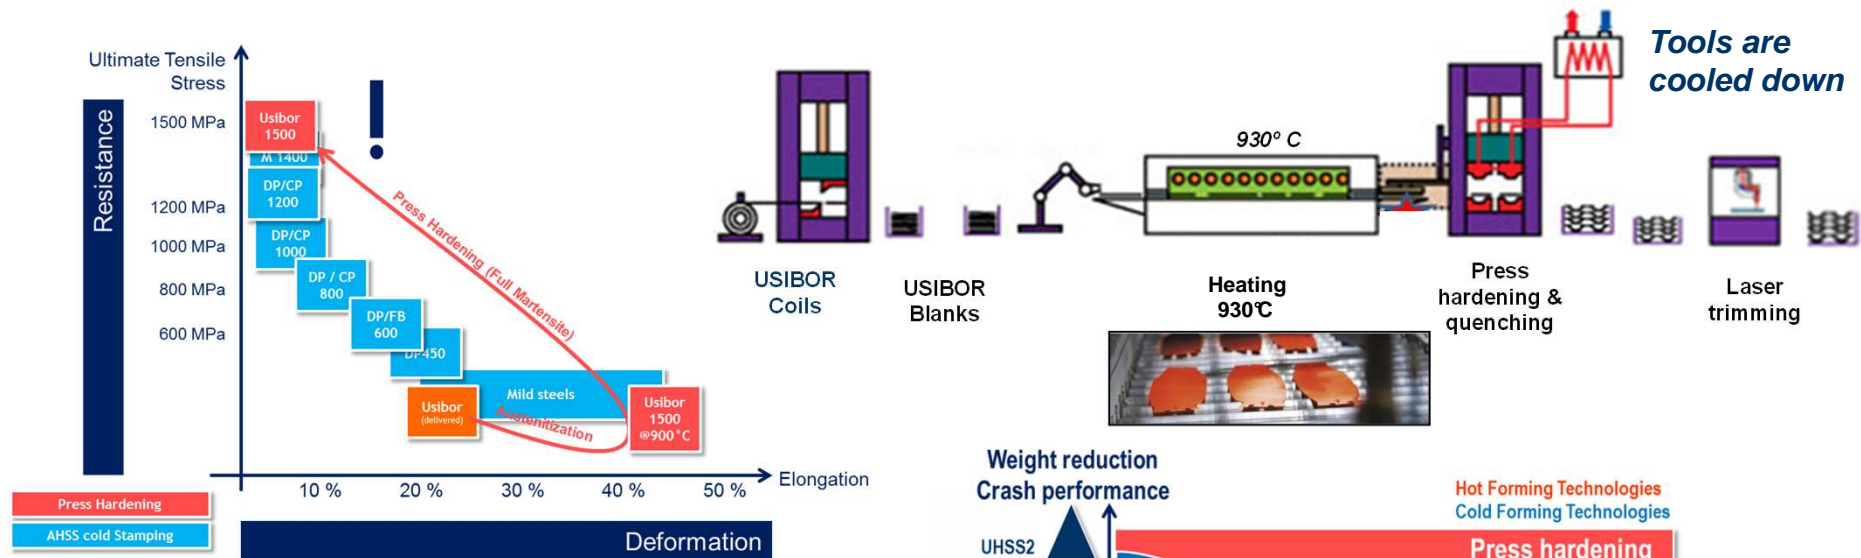 Ultimate Tensile
Stress
Resistance
1500 MPa
1200 MPa
1000 MPa
800 MPa
600 MPa
Usibor
1500
M 1400
DP/CP
1200
DP/CP
1000
DP / CP
800
DP/FB
600
DP450
Mild steels
Usibor
(delivered)
Usibor
1500
@900°C
!
Press Hardening (Full Martensite)
Austenitization
10 %
20 %
30 %
40 %
50 %
Elongation
Deformation
Press Hardening
AHSS cold Stamping
Tools are
cooled down
930º C
USIBOR
Coils
USIBOR
Blanks
Heating
930°C
Press
hardening &
quenching
Laser
trimming
Weight reduction
Crash performance
UHSS2
Hot Forming Technologies
Cold Forming Technologies
Press hardening